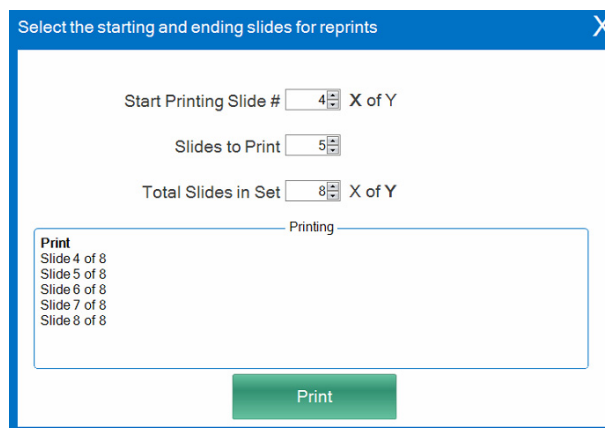 Select the starting and ending slides for reprints X
Start Printing Slide # 4 X of Y
Slides to Print 5
Total Slides in Set 8 X of Y
Printing
Print
Slide 4 of 8
Slide 5 of 8
Slide 6 of 8
Slide 7 of 8
Slide 8 of 8
Print